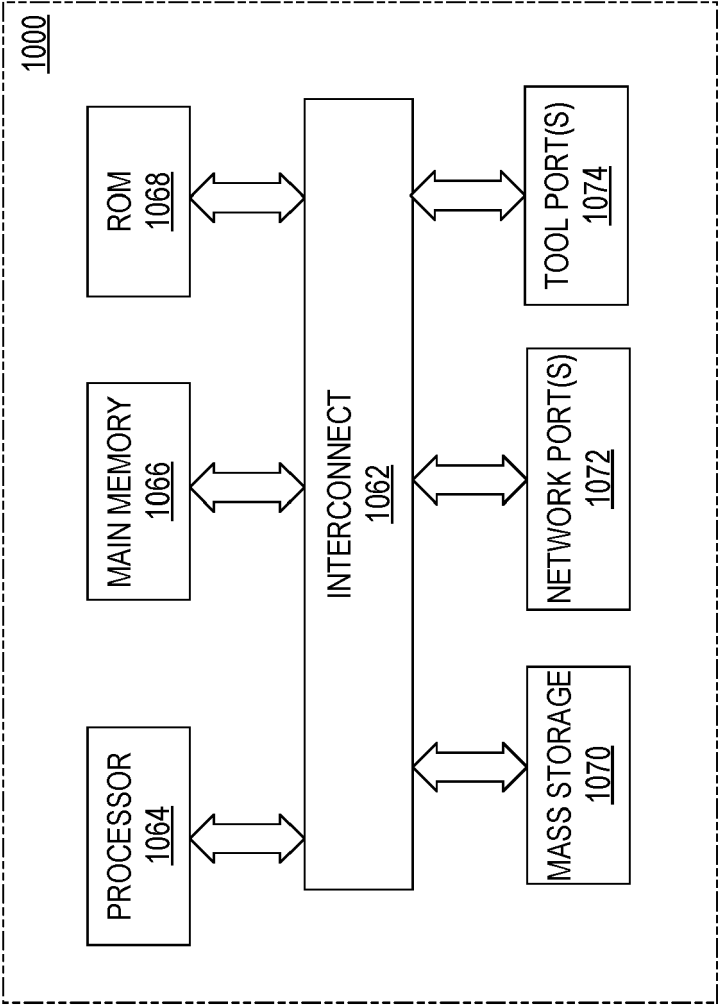 1000
PROCESSOR
1064
MAIN MEMORY
1066
ROM
1068
INTERCONNECT
1062
MASS STORAGE
1070
NETWORK PORT(S)
1072
TOOL PORT(S)
1074